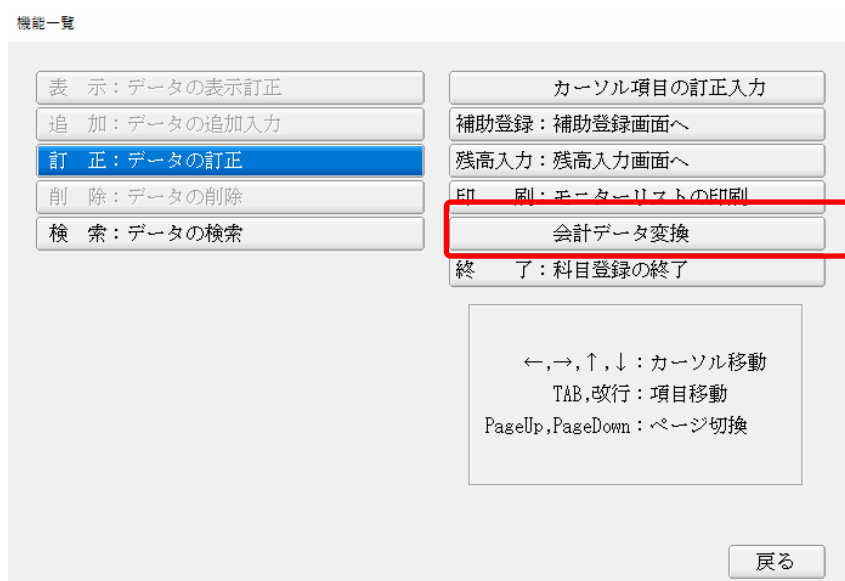 機能一覧
表 示：データの表示訂正
追 加：データの追加入力
訂 正：データの訂正
削 除：データの削除
検 索：データの検索
カーソル項目の訂正入力
補助登録：補助登録画面へ
残高入力：残高入力画面へ
印 刷：モニターリストの印刷
会計データ変換
終 了：科目登録の終了
←,→,↑,↓：カーソル移動
TAB,改行：項目移動
PageUp,PageDown：ページ切換
戻る